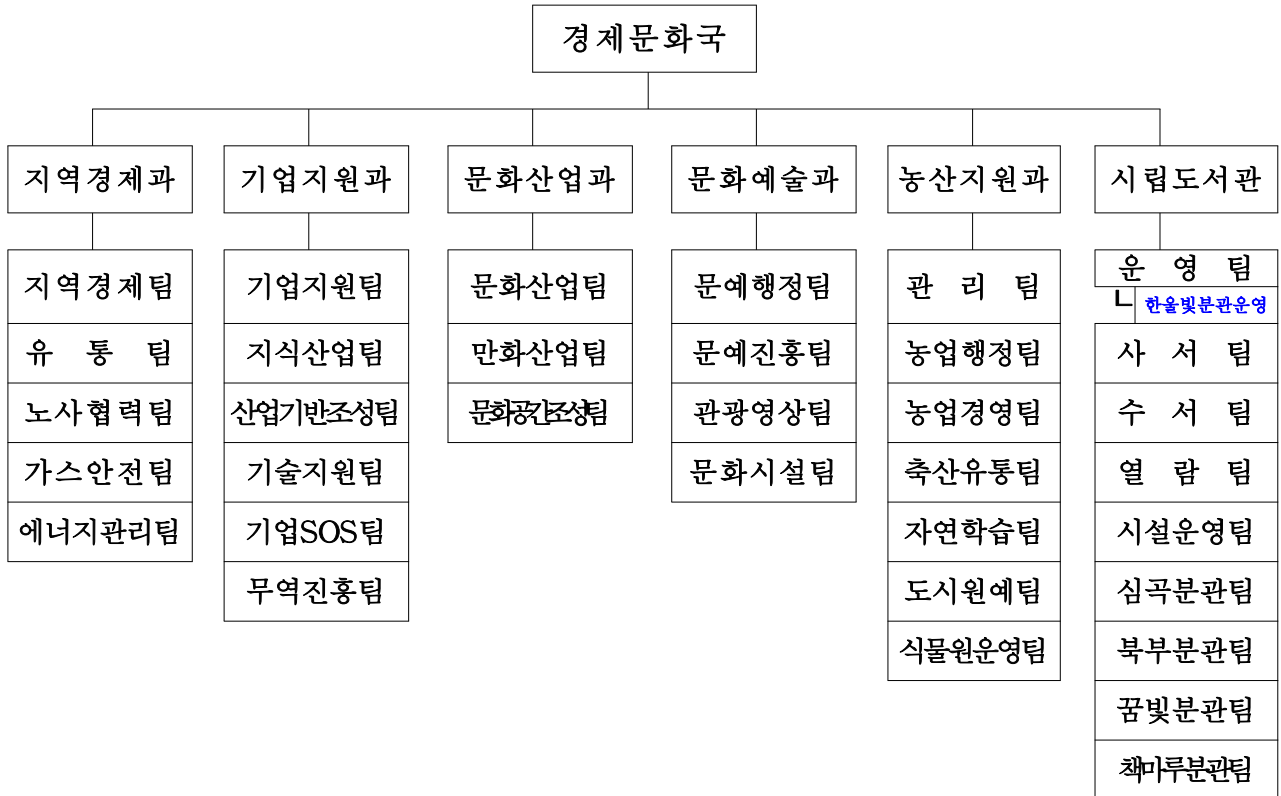 경제문화국
지역경제과
기업지원과
문화산업과
문화예술과
농산지원과
시립도서관
지역경제팀
유 통 팀
노사협력팀
가스안전팀
에너지관리팀
기업지원팀
지식산업팀
산업기반조성팀
기술지원팀
기업SOS팀
무역진흥팀
문화산업팀
만화산업팀
문화공간조성팀
문예행정팀
문예진흥팀
관광영상팀
문화시설팀
관 리 팀
농업행정팀
농업경영팀
축산유통팀
자연학습팀
도시원예팀
식물원운영팀
운 영 팀
ㄴ 한울빛분관운영
사 서 팀
수 서 팀
열 람 팀
시설운영팀
심곡분관팀
북부분관팀
꿈빛분관팀
책마루분관팀